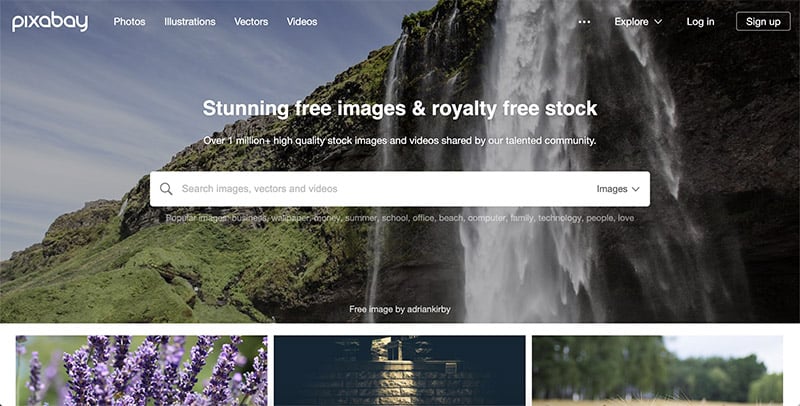 pixabay Photos Illustrations Vectors Videos ••• Explore Log in Sign up
Stunning free images & royalty free stock
Over 1 million+ high quality stock images and videos shared by our talented community.
Search images, vectors and videos Images
Popular images: business, wallpaper, money, summer, school, office, beach, computer, family, technology, people, love
Free image by adriankirby